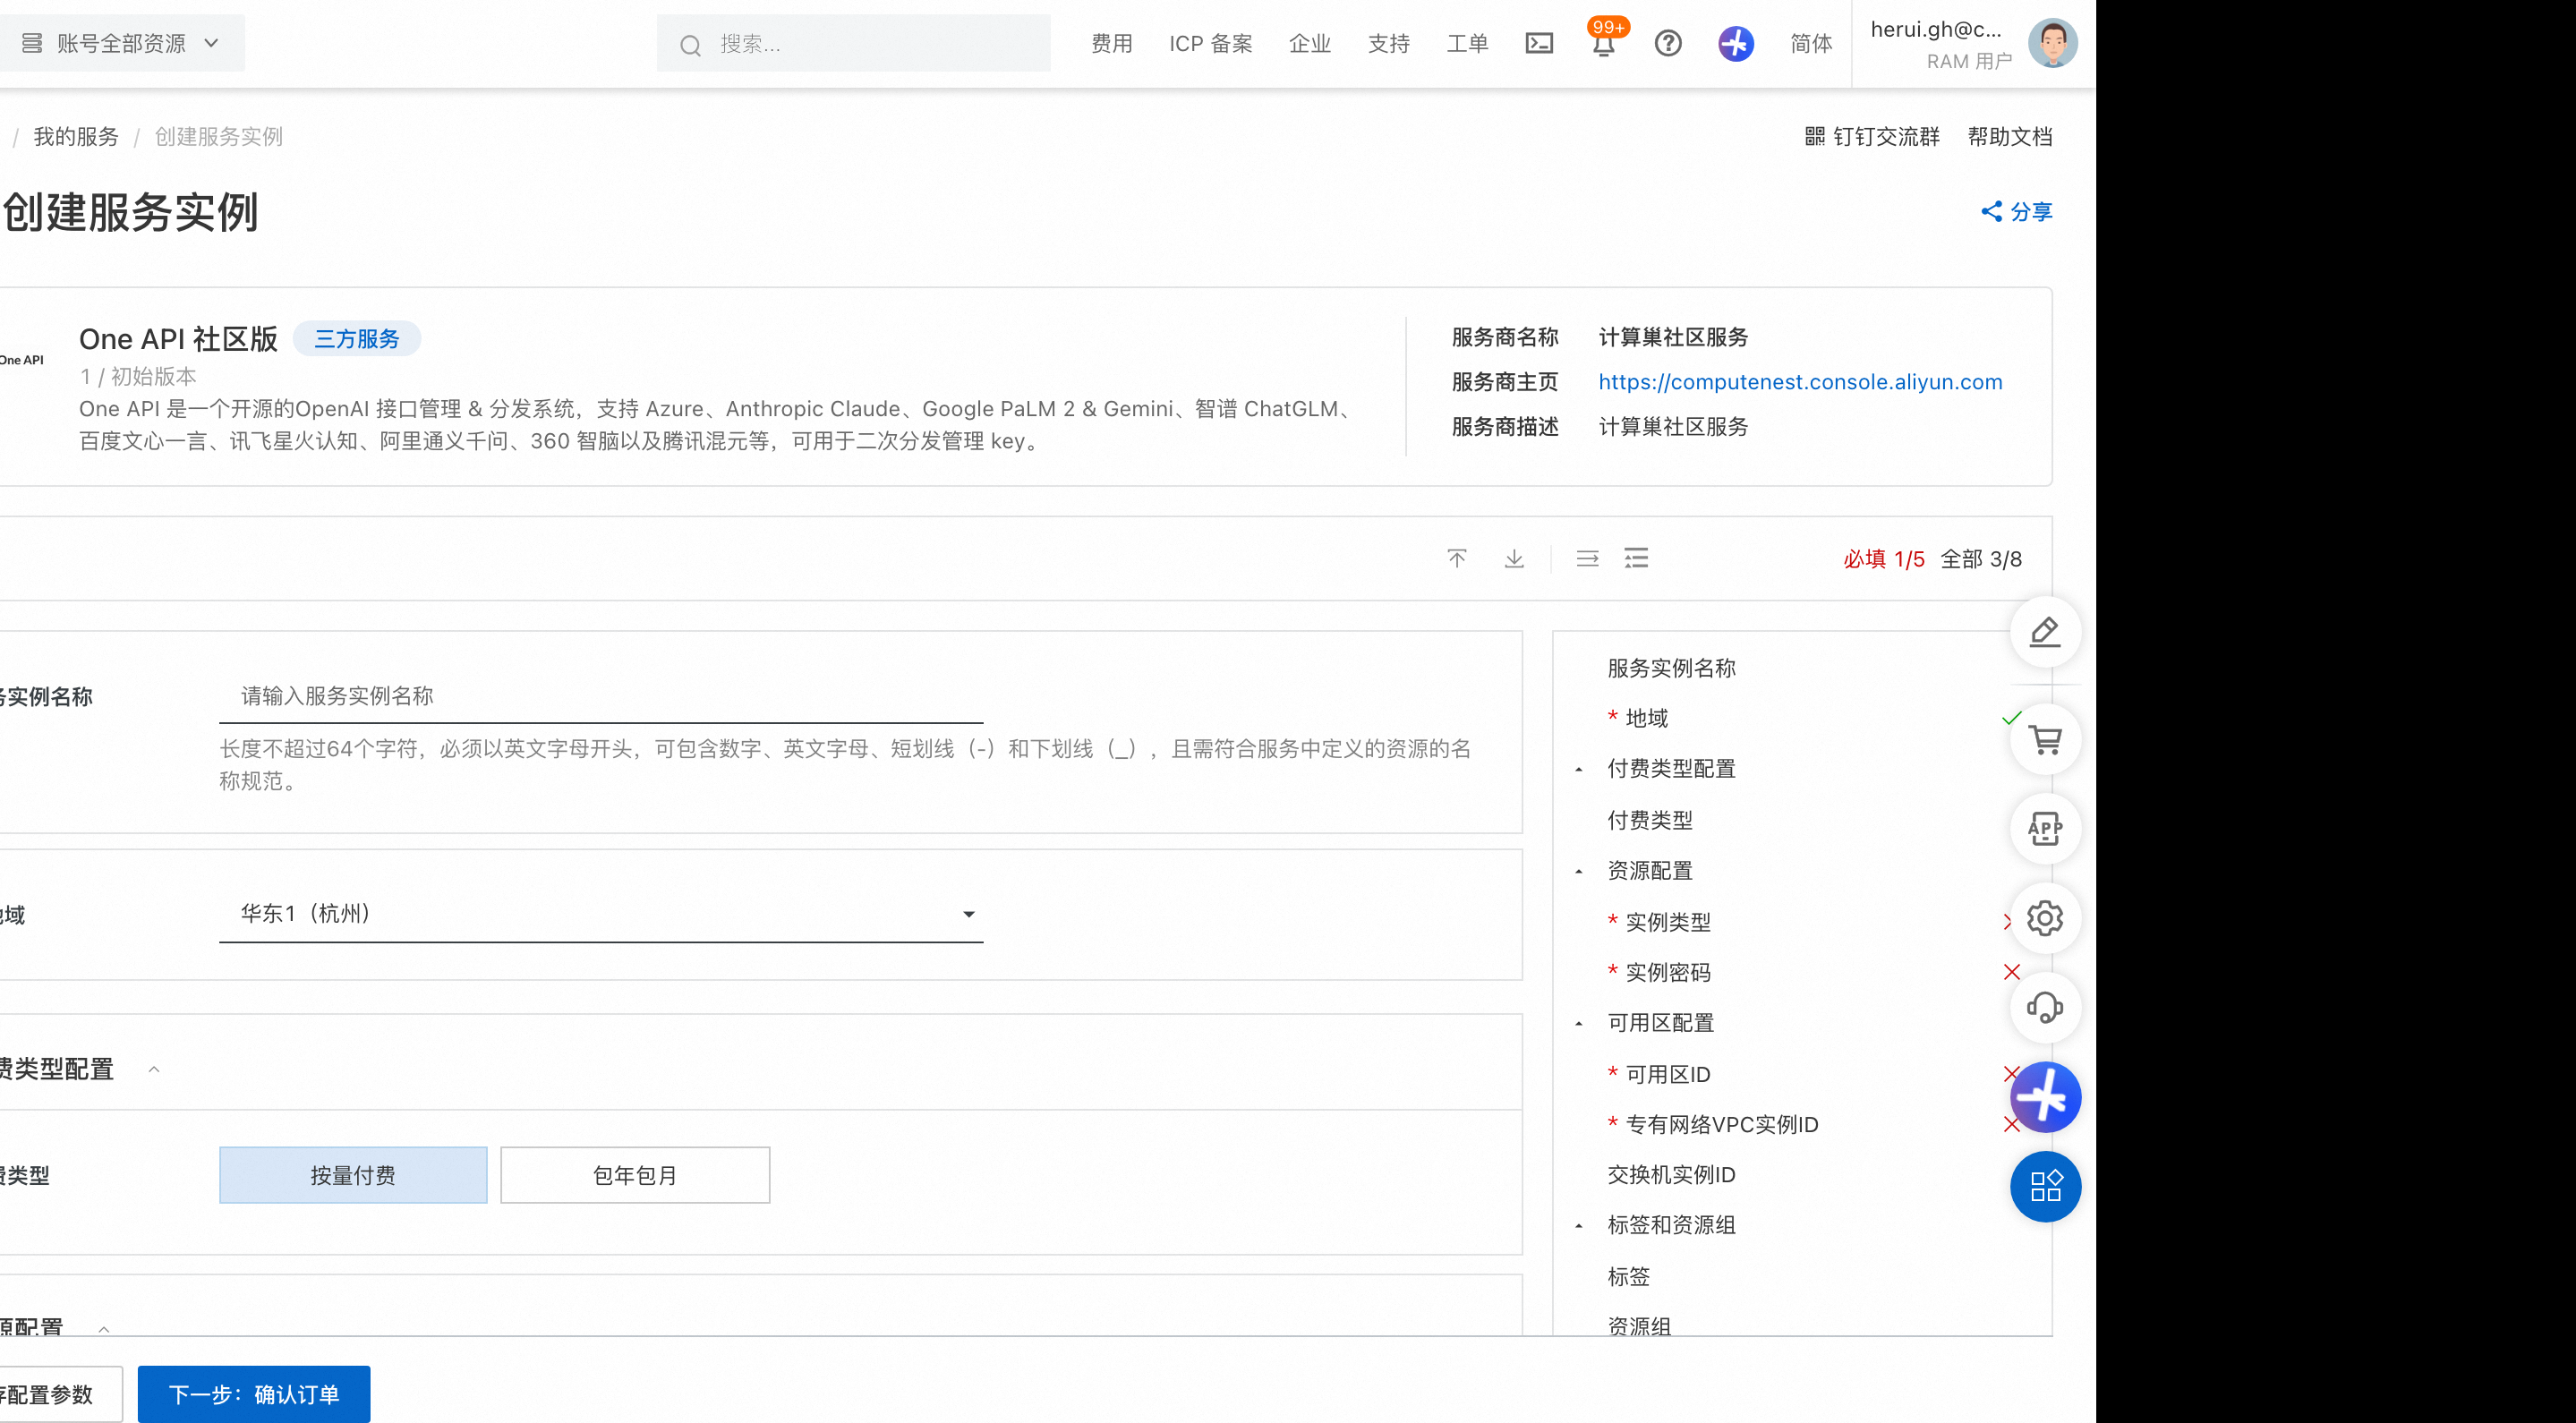 账号全部资源
搜索...
费用
ICP 备案
企业
支持
工单
99+
简体
herui.gh@c...
RAM 用户
/ 我的服务 / 创建服务实例
钉钉交流群
帮助文档
创建服务实例
分享
One API
One API 社区版
三方服务
1 / 初始版本
One API 是一个开源的OpenAI 接口管理 & 分发系统，支持 Azure、Anthropic Claude、Google PaLM 2 & Gemini、智谱 ChatGLM、
百度文心一言、讯飞星火认知、阿里通义千问、360 智脑以及腾讯混元等，可用于二次分发管理 key。
服务商名称 计算巢社区服务
服务商主页 https://computenest.console.aliyun.com
服务商描述 计算巢社区服务
必填 1/5 全部 3/8
实例名称
请输入服务实例名称
长度不超过64个字符，必须以英文字母开头，可包含数字、英文字母、短划线（-）和下划线（_），且需符合服务中定义的资源的名
称规范。
域
华东1（杭州）
费类型配置
类型
按量付费
包年包月
源配置
服务实例名称
* 地域
付费类型配置
付费类型
资源配置
* 实例类型
* 实例密码
可用区配置
* 可用区ID
* 专有网络VPC实例ID
交换机实例ID
标签和资源组
标签
资源组
APP
配置参数
下一步：确认订单